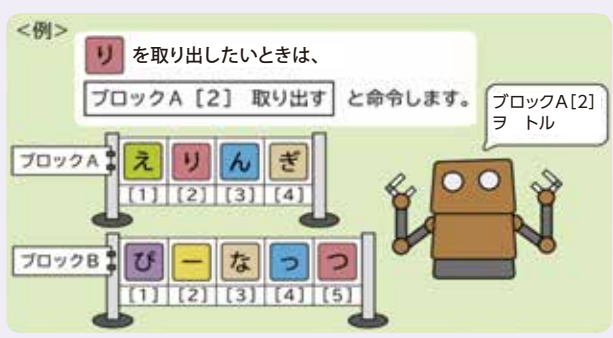 <例>
り を取り出したいときは、
ブロックA [2] 取り出す と命令します。
ブロックA[2]
ヲ トル
ブロックA えりんぎ
[1] [2] [3] [4]
ブロックB ぴーなっつ
[1] [2] [3] [4] [5]